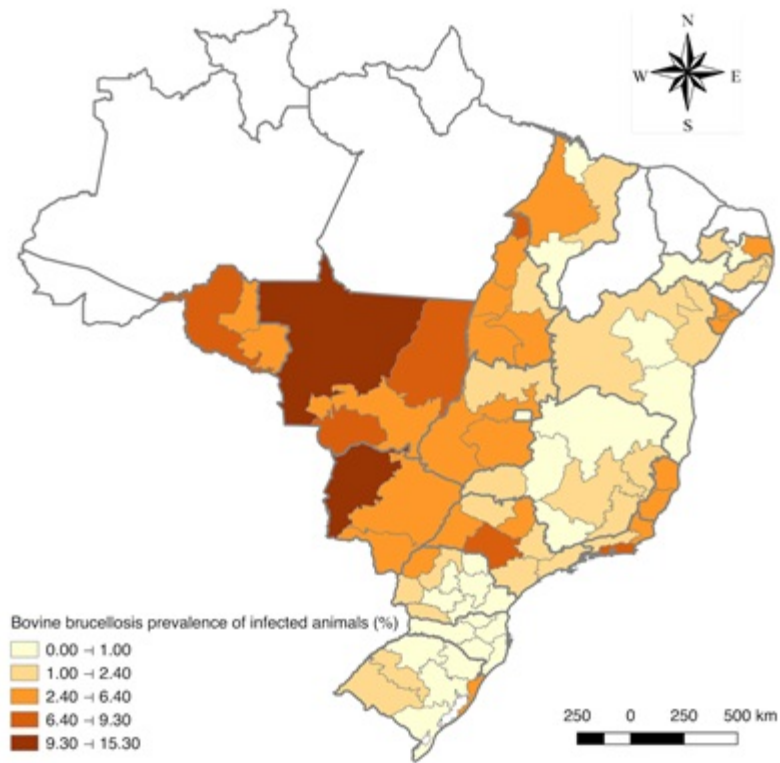 N
W E
S
Bovine brucellosis prevalence of infected animals (%)
0.00 ⊣ 1.00
1.00 ⊣ 2.40
2.40 ⊣ 6.40
6.40 ⊣ 9.30
9.30 ⊣ 15.30
250 0 250 500 km